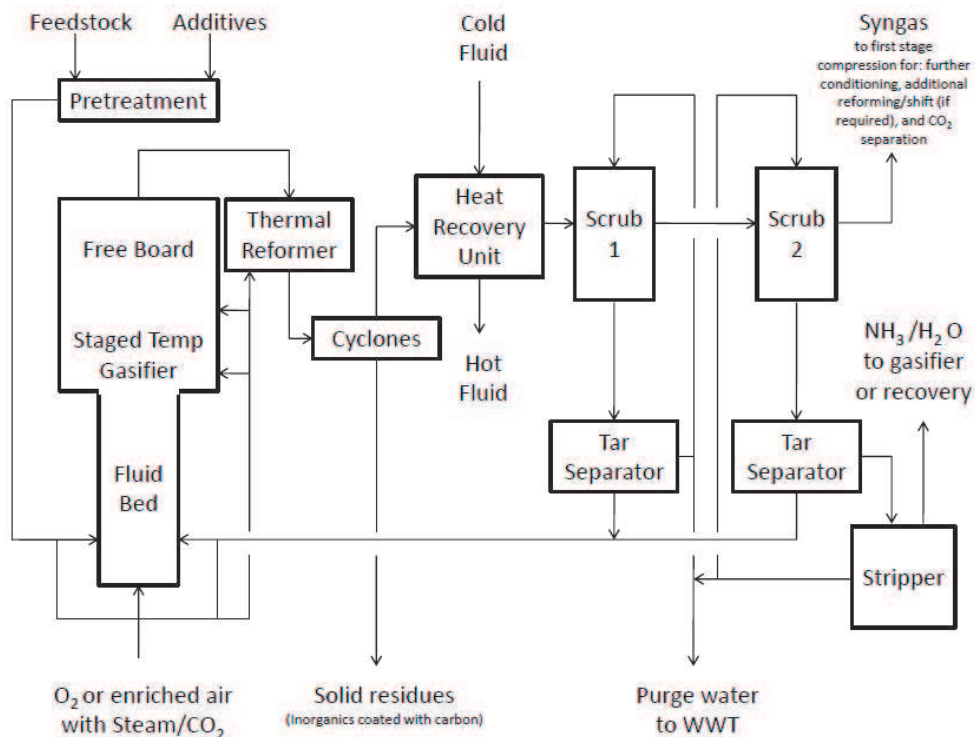 Feedstock
Additives
Pretreatment
Cold
Fluid
Syngas
to first stage
compression for: further
conditioning, additional
reforming/shift (if
required), and CO₂
separation
Free Board
Thermal
Reformer
Heat
Recovery
Unit
Scrub
1
Scrub
2
Staged Temp
Gasifier
Cyclones
Hot
Fluid
NH₃/H₂O
to gasifier
or recovery
Fluid
Bed
Tar
Separator
Tar
Separator
Stripper
O₂ or enriched air
with Steam/CO₂
Solid residues
(Inorganics coated with carbon)
Purge water
to WWT